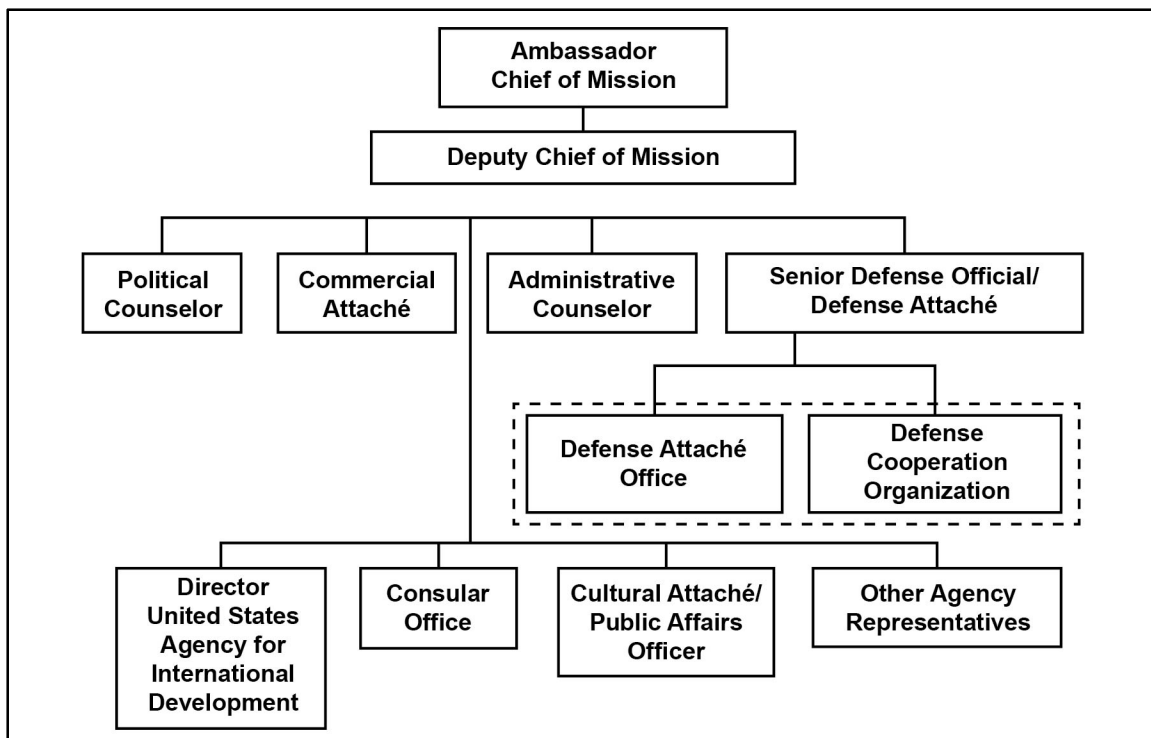 Ambassador
Chief of Mission
Deputy Chief of Mission
Political
Counselor
Commercial
Attaché
Administrative
Counselor
Senior Defense Official/
Defense Attaché
Defense Attaché
Office
Defense
Cooperation
Organization
Director
United States
Agency for
International
Development
Consular
Office
Cultural Attaché/
Public Affairs
Officer
Other Agency
Representatives